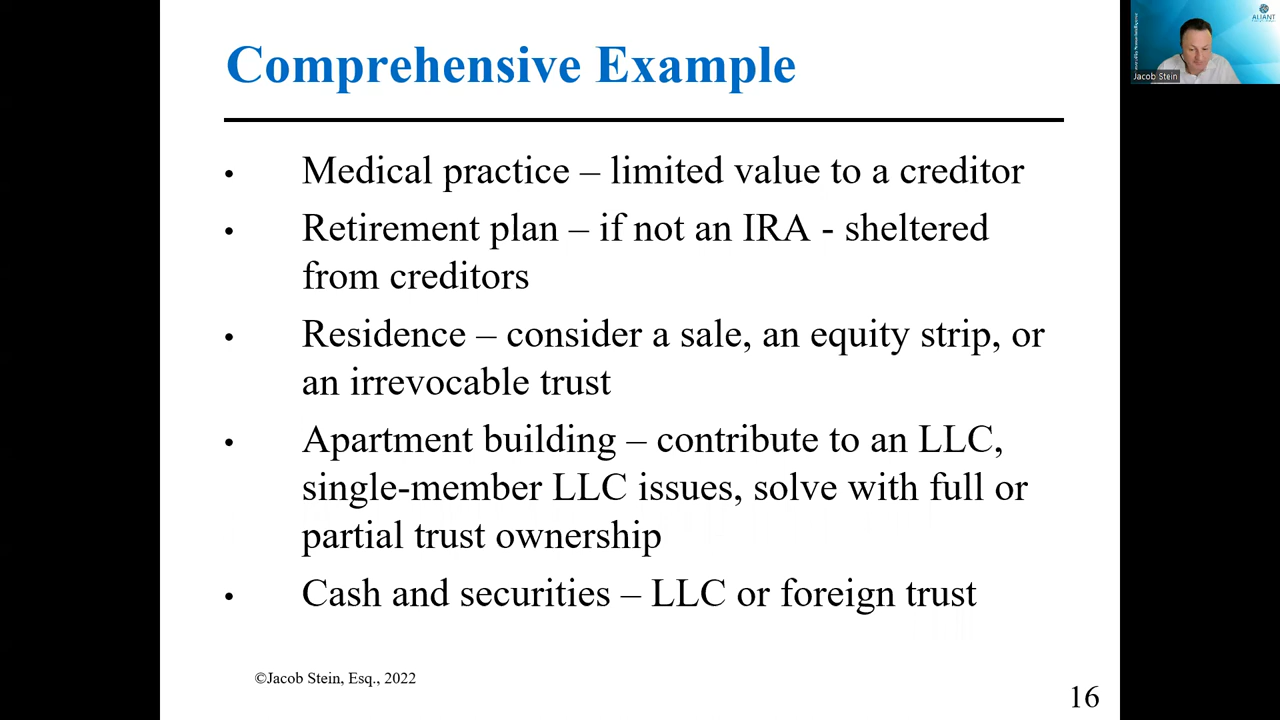 Comprehensive Example
• Medical practice – limited value to a creditor
• Retirement plan – if not an IRA - sheltered
from creditors
• Residence – consider a sale, an equity strip, or
an irrevocable trust
• Apartment building – contribute to an LLC,
single-member LLC issues, solve with full or
partial trust ownership
• Cash and securities – LLC or foreign trust
©Jacob Stein, Esq., 2022
16
ALIANT
Jacob Stein